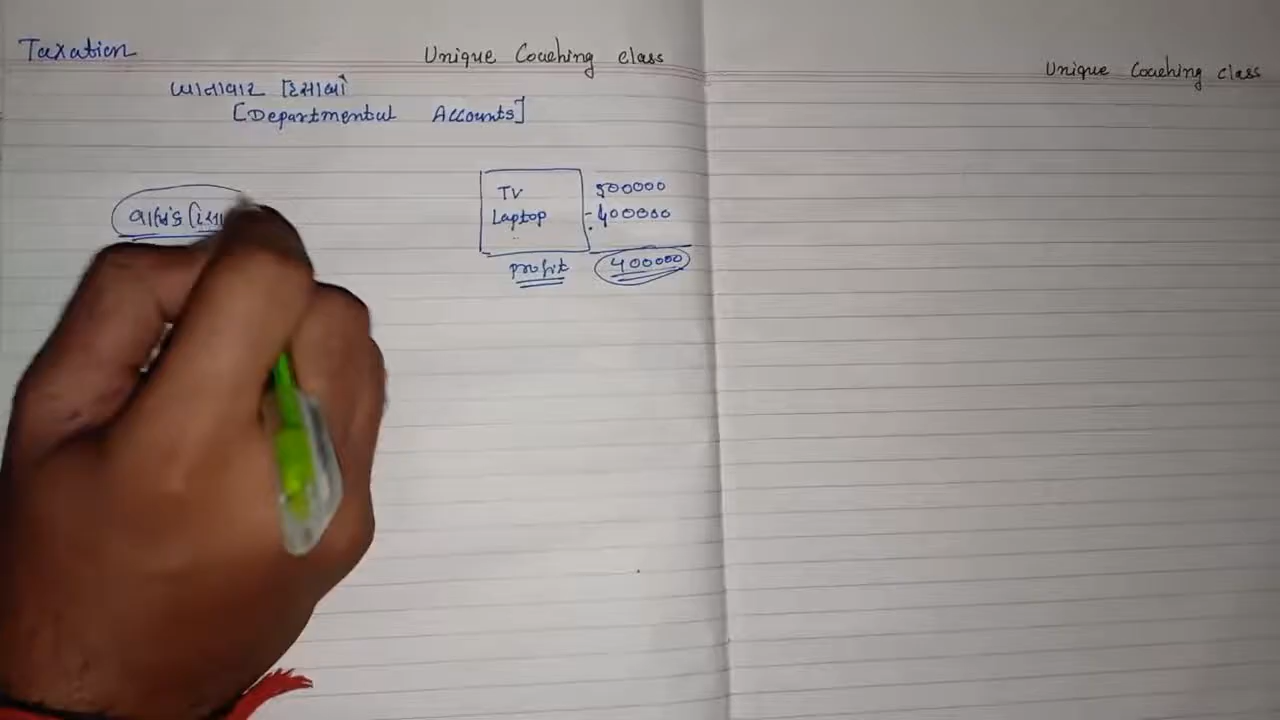 Taxation
Unique Coaching class
Unique Coaching class
ખાતાવાર હિસાબો
[Departmental Accounts]
TV 500000
Laptop - 400000
વાર્ષિક
profit 400000